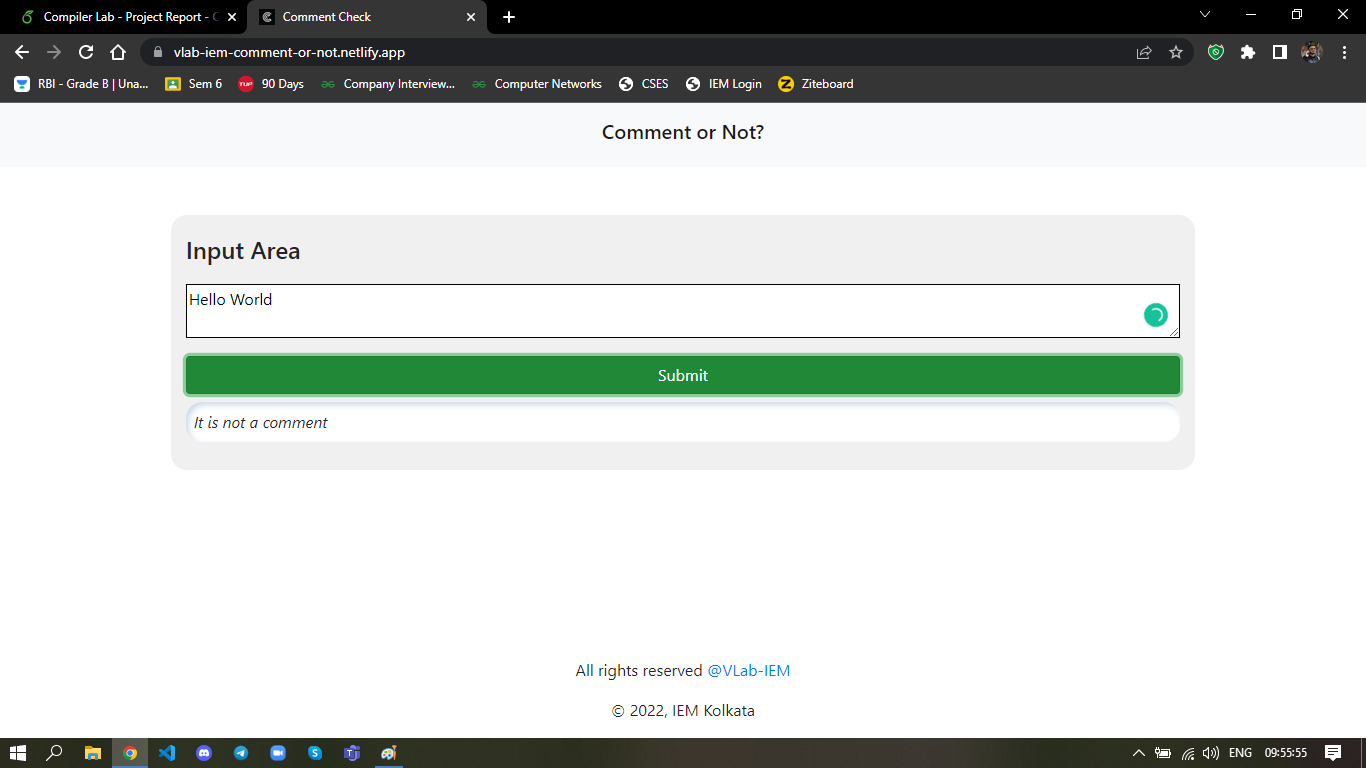 Compiler Lab - Project Report -
Comment Check
vlab-iem-comment-or-not.netlify.app
RBI - Grade B | Una...
Sem 6
90 Days
Company Interview...
Computer Networks
CSES
IEM Login
Ziteboard
Comment or Not?
Input Area
Hello World
Submit
It is not a comment
All rights reserved @VLab-IEM
© 2022, IEM Kolkata
ENG
09:55:55